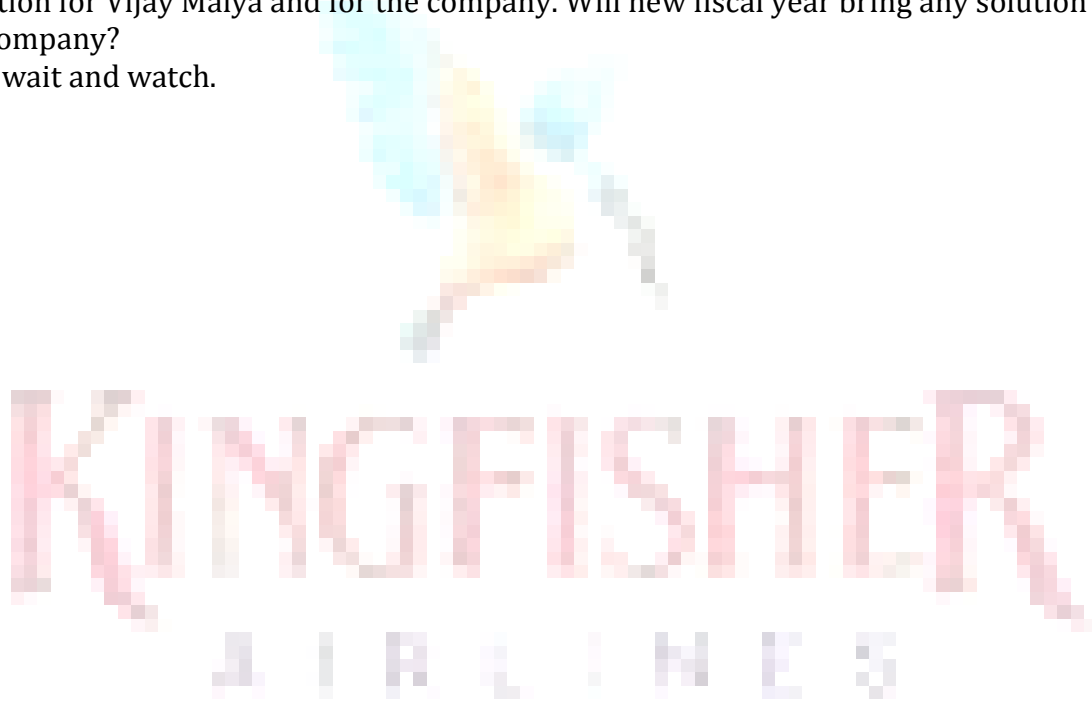 tion for Vijay Malya and for the company. Will new fiscal year bring any solution
ompany?
wait and watch.
KINGFISHER
AIRLINES